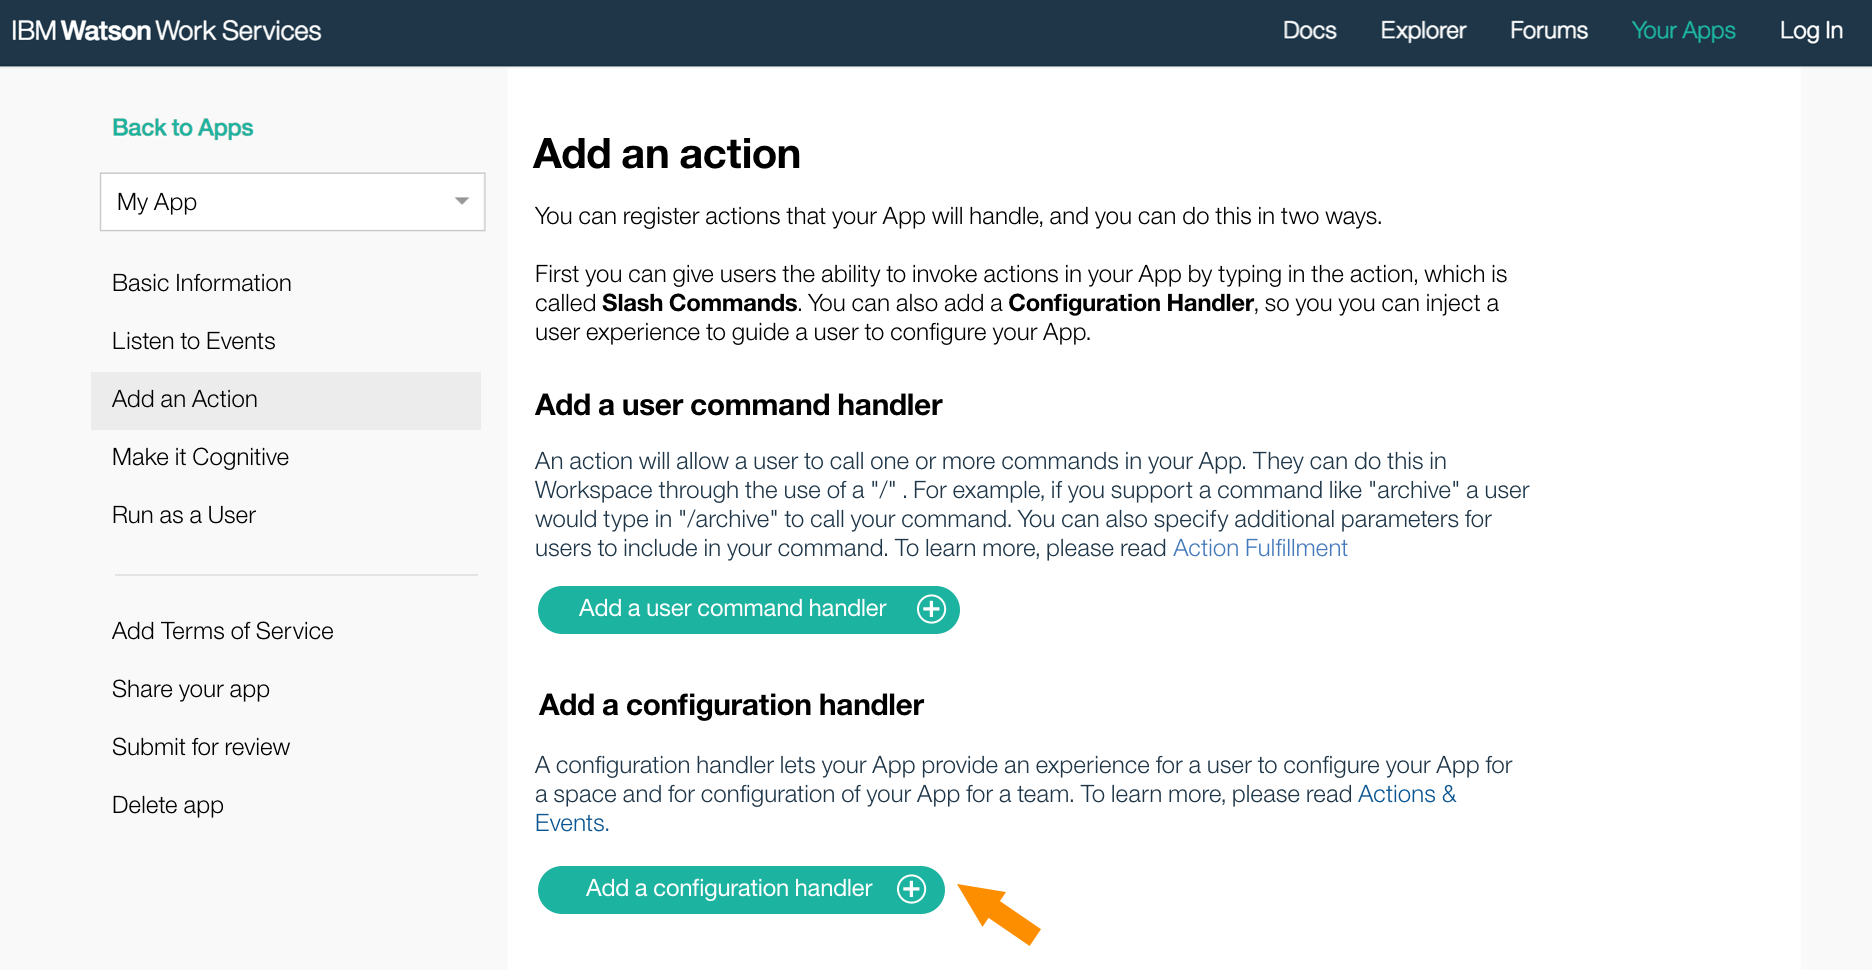 IBM Watson Work Services
Docs
Explorer
Forums
Your Apps
Log In
Back to Apps
My App
Basic Information
Listen to Events
Add an Action
Make it Cognitive
Run as a User
Add Terms of Service
Share your app
Submit for review
Delete app
Add an action
You can register actions that your App will handle, and you can do this in two ways.
First you can give users the ability to invoke actions in your App by typing in the action, which is
called Slash Commands. You can also add a Configuration Handler, so you you can inject a
user experience to guide a user to configure your App.
Add a user command handler
An action will allow a user to call one or more commands in your App. They can do this in
Workspace through the use of a "/" . For example, if you support a command like "archive" a user
would type in "/archive" to call your command. You can also specify additional parameters for
users to include in your command. To learn more, please read Action Fulfillment
Add a user command handler
Add a configuration handler
A configuration handler lets your App provide an experience for a user to configure your App for
a space and for configuration of your App for a team. To learn more, please read Actions &
Events.
Add a configuration handler